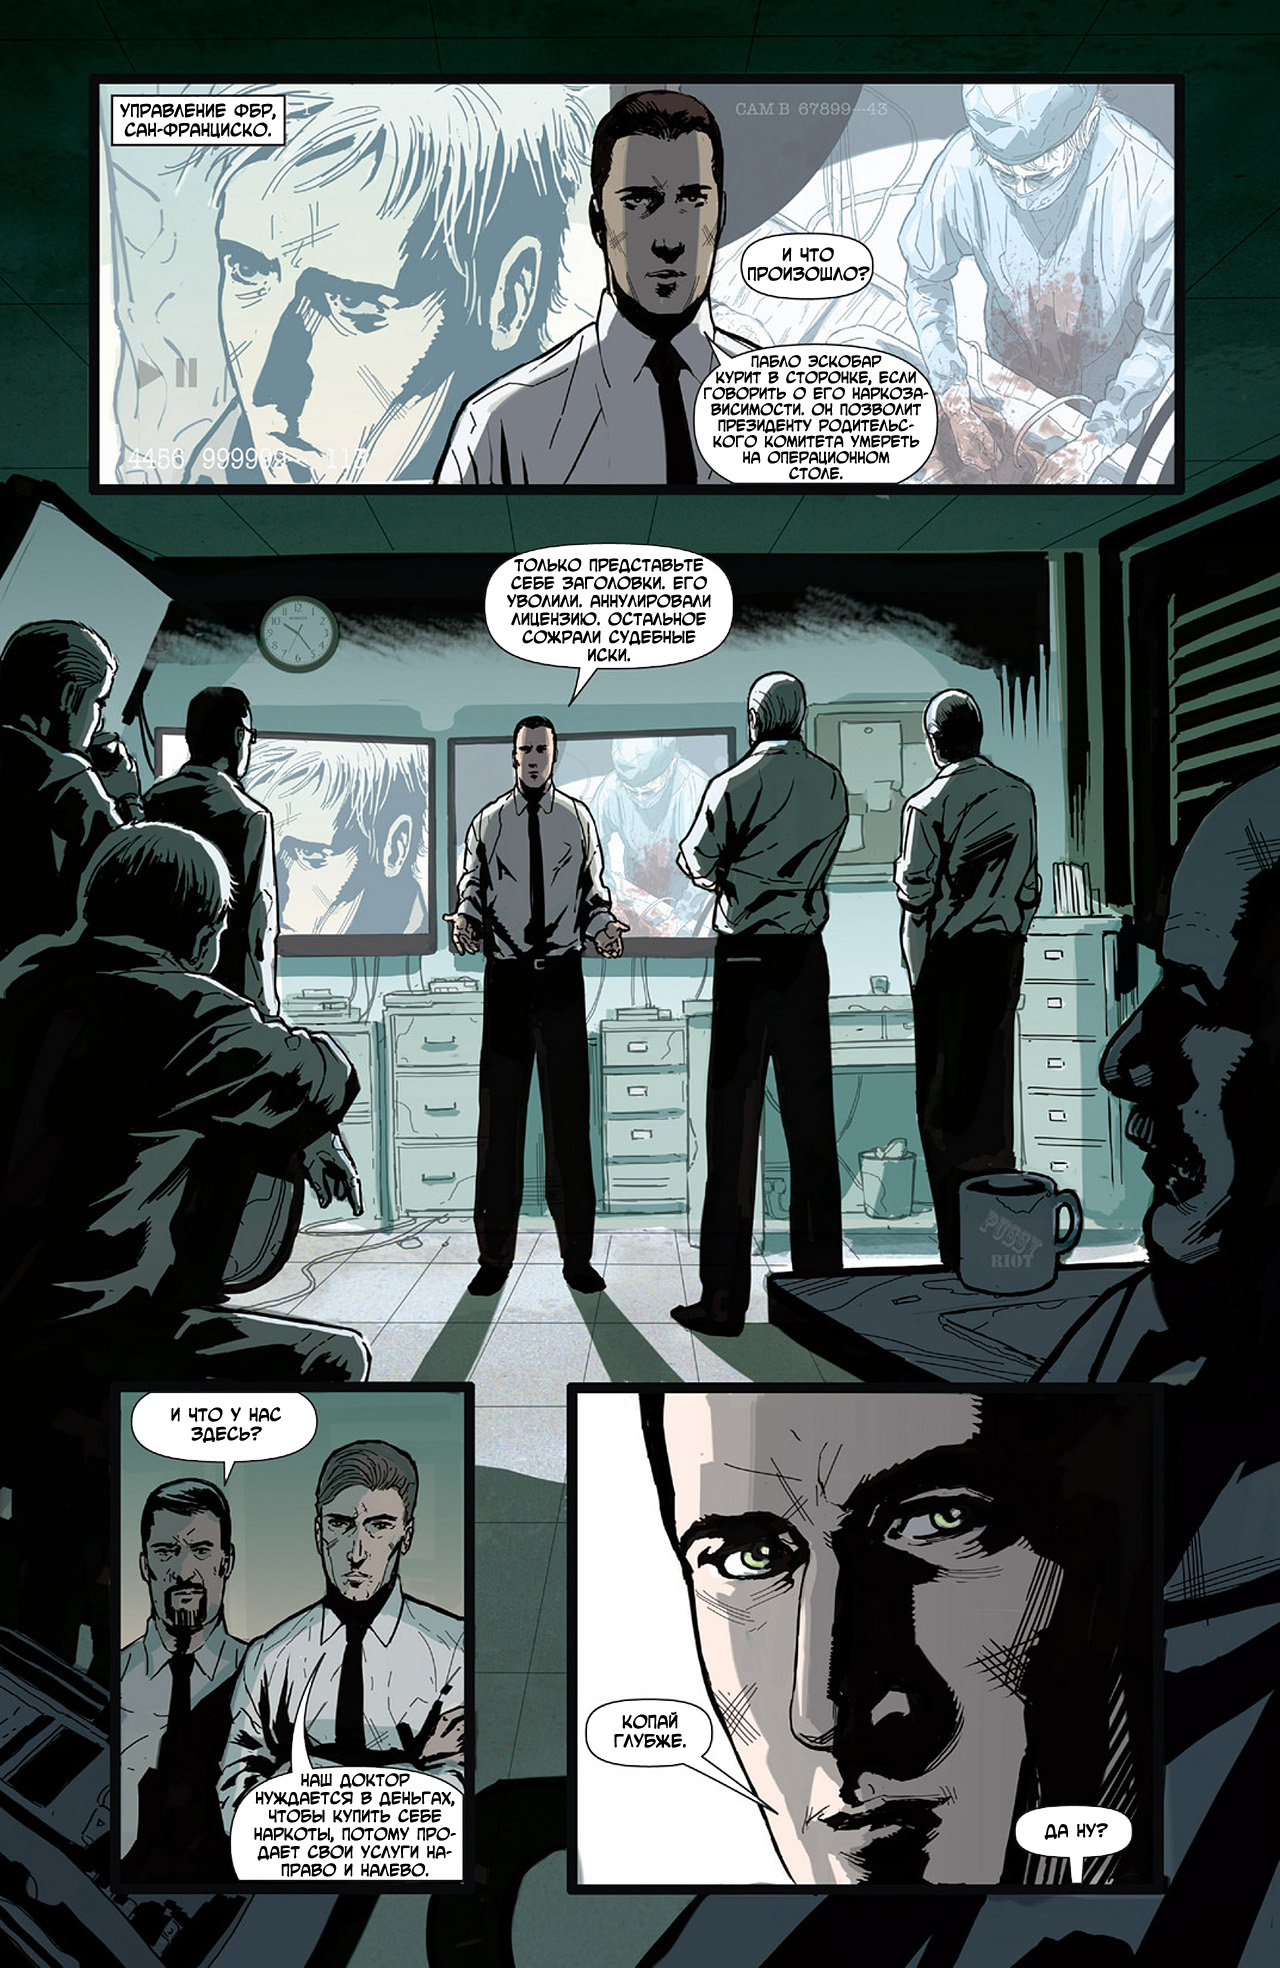 УПРАВЛЕНИЕ ФБР,
САН-ФРАНЦИСКО.
CAM B 67899-43
И ЧТО
ПРОИЗОШЛО?
ПАБЛО ЭСКОБАР
КУРИТ В СТОРОНКЕ, ЕСЛИ
ГОВОРИТЬ О ЕГО НАРКОЗА-
ВИСИМОСТИ. ОН ПОЗВОЛИТ
ПРЕЗИДЕНТУ РОДИТЕЛЬС-
КОГО КОМИТЕТА УМЕРЕТЬ
НА ОПЕРАЦИОННОМ
СТОЛЕ.
4456 999999 113
ТОЛЬКО ПРЕДСТАВЬТЕ
СЕБЕ ЗАГОЛОВКИ. ЕГО
УВОЛИЛИ. АННУЛИРОВАЛИ
ЛИЦЕНЗИЮ. ОСТАЛЬНОЕ
СОЖРАЛИ СУДЕБНЫЕ
ИСКИ.
PUSSY
RIOT
И ЧТО У НАС
ЗДЕСЬ?
НАШ ДОКТОР
НУЖДАЕТСЯ В ДЕНЬГАХ,
ЧТОБЫ КУПИТЬ СЕБЕ
НАРКОТЫ, ПОТОМУ ПРО-
ДАЕТ СВОИ УСЛУГИ НА-
ПРАВО И НАЛЕВО.
КОПАЙ
ГЛУБЖЕ.
ДА НУ?